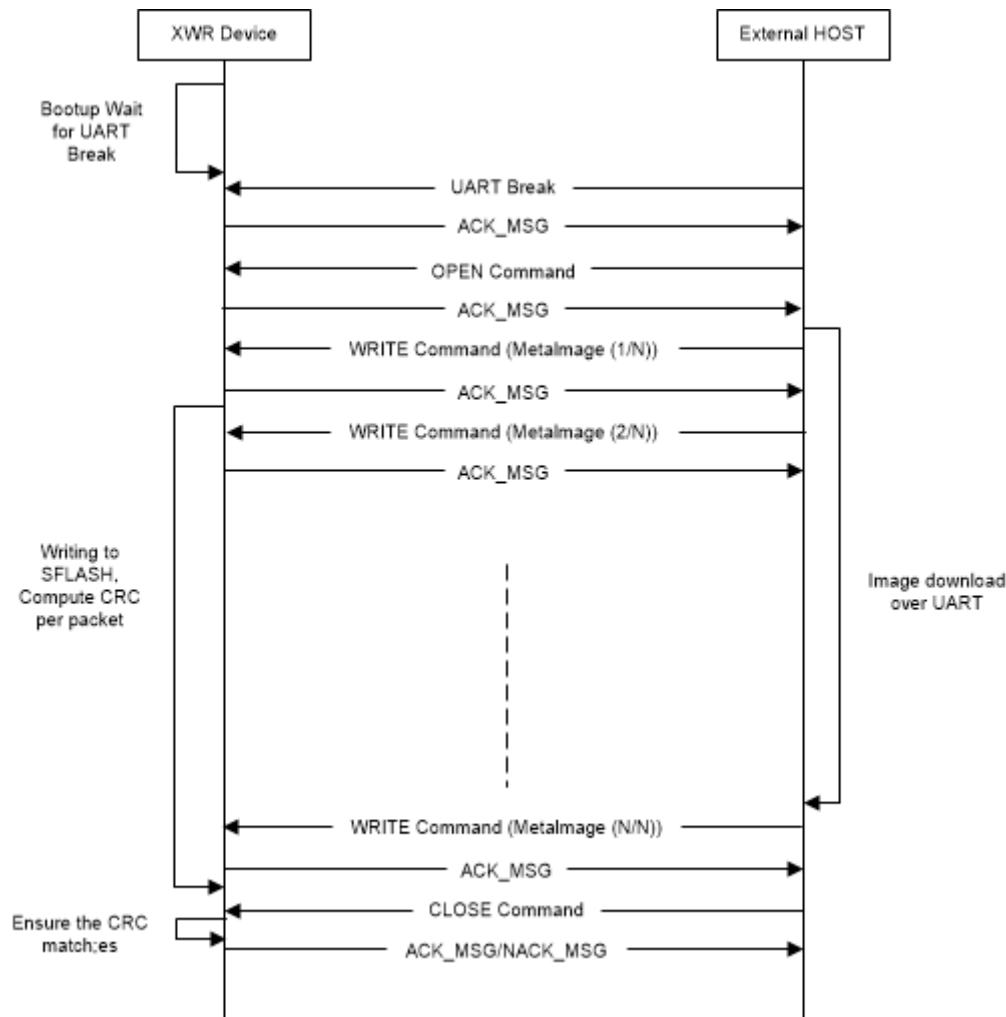 XWR Device
External HOST
Bootup Wait
for UART
Break
UART Break
ACK_MSG
OPEN Command
ACK_MSG
WRITE Command (MetaImage (1/N))
ACK_MSG
WRITE Command (MetaImage (2/N))
ACK_MSG
Writing to
SFLASH,
Compute CRC
per packet
Image download
over UART
WRITE Command (MetaImage (N/N))
ACK_MSG
CLOSE Command
Ensure the CRC
match;es
ACK_MSG/NACK_MSG